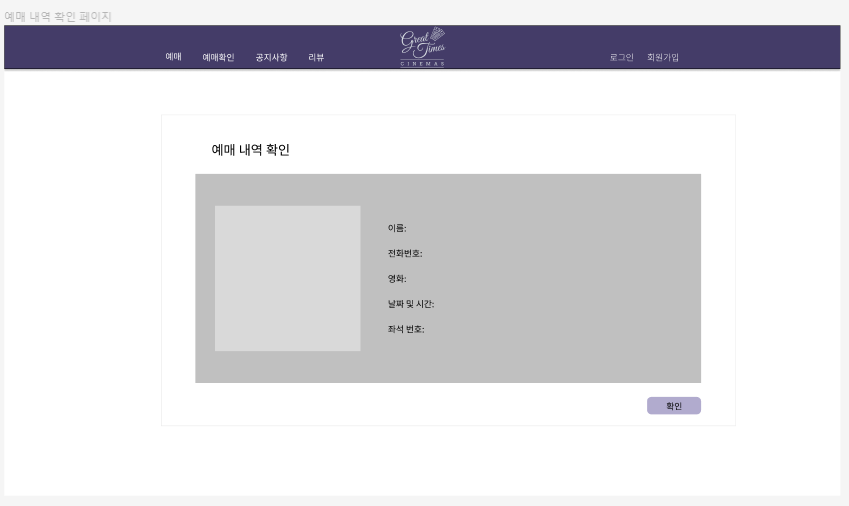 예매 내역 확인 페이지
예매 예매확인 공지사항 리뷰
Great
Times
CINEMAS
로그인 회원가입
예매 내역 확인
이름:
전화번호:
영화:
날짜 및 시간:
좌석 번호:
확인